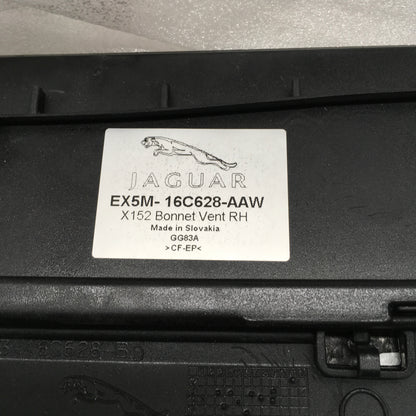 JAGUAR
EX5M- 16C628-AAW
X152 Bonnet Vent RH
Made in Slovakia
GG83A
>CF-EP<